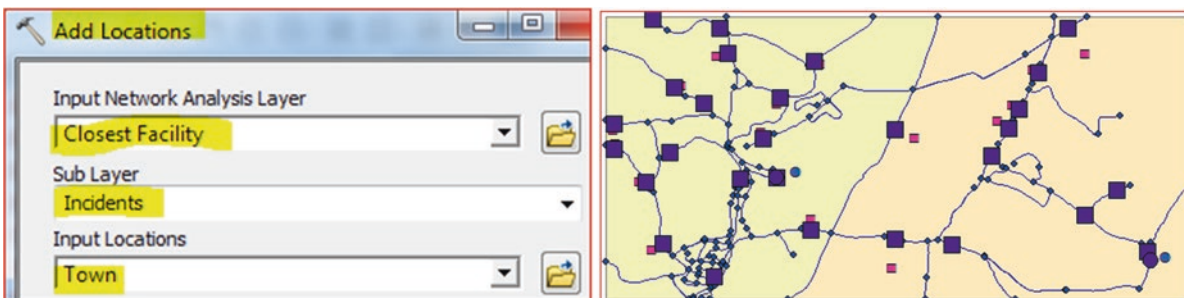 Add Locations
Input Network Analysis Layer
Closest Facility
Sub Layer
Incidents
Input Locations
Town